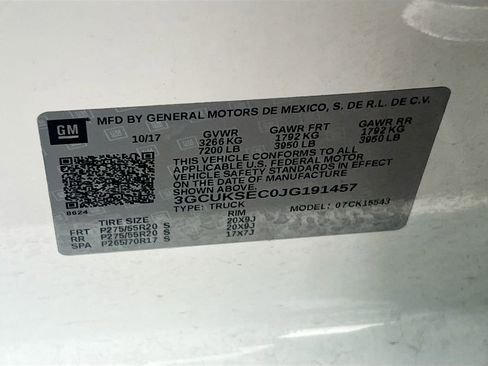 GM
MFD BY GENERAL MOTORS DE MEXICO, S. DE R.L. DE C.V.
10/17 GVWR GAWR FRT GAWR RR
3266 KG 1792 KG 1792 KG
7200 LB 3950 LB 3950 LB
THIS VEHICLE CONFORMS TO ALL
APPLICABLE U.S. FEDERAL MOTOR
VEHICLE SAFETY STANDARDS IN EFFECT
ON THE DATE OF MANUFACTURE SHOWN ABOVE.
3GCUKSEC0JG191457
8624 TYPE: TRUCK MODEL: 07CK15543
TIRE SIZE RIM
FRT P275/55R20 S 20X9J
RR P275/55R20 S 20X9J
SPA P265/70R17 S 17X7J